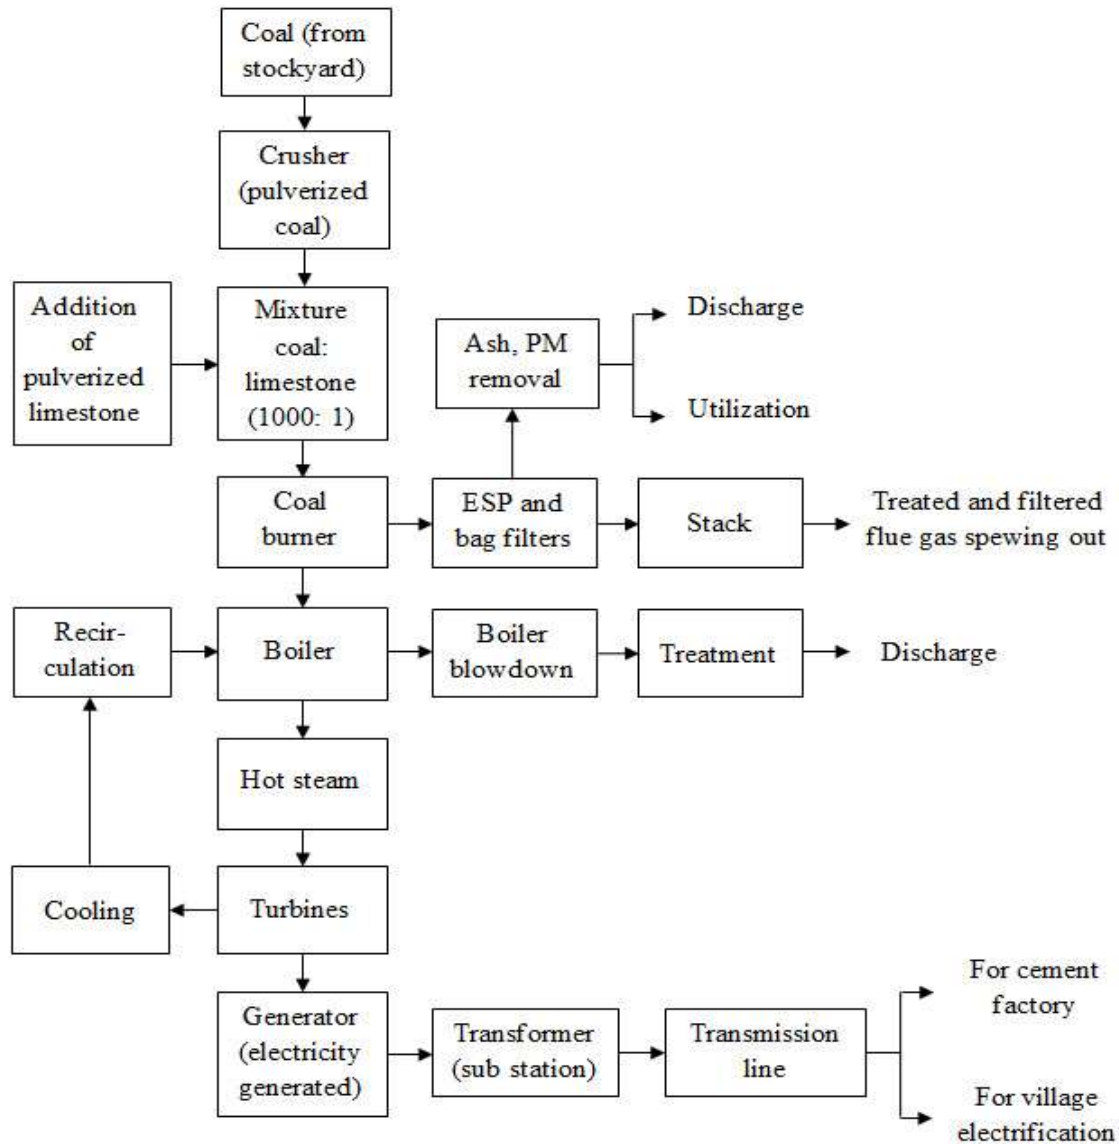 Coal (from
stockyard)
Crusher
(pulverized
coal)
Addition
of
pulverized
limestone
Mixture
coal:
limestone
(1000: 1)
Ash, PM
removal
Discharge
Utilization
Coal
burner
ESP and
bag filters
Stack
Treated and filtered
flue gas spewing out
Recir-
culation
Boiler
Boiler
blowdown
Treatment
Discharge
Hot steam
Cooling
Turbines
Generator
(electricity
generated)
Transformer
(sub station)
Transmission
line
For cement
factory
For village
electrification